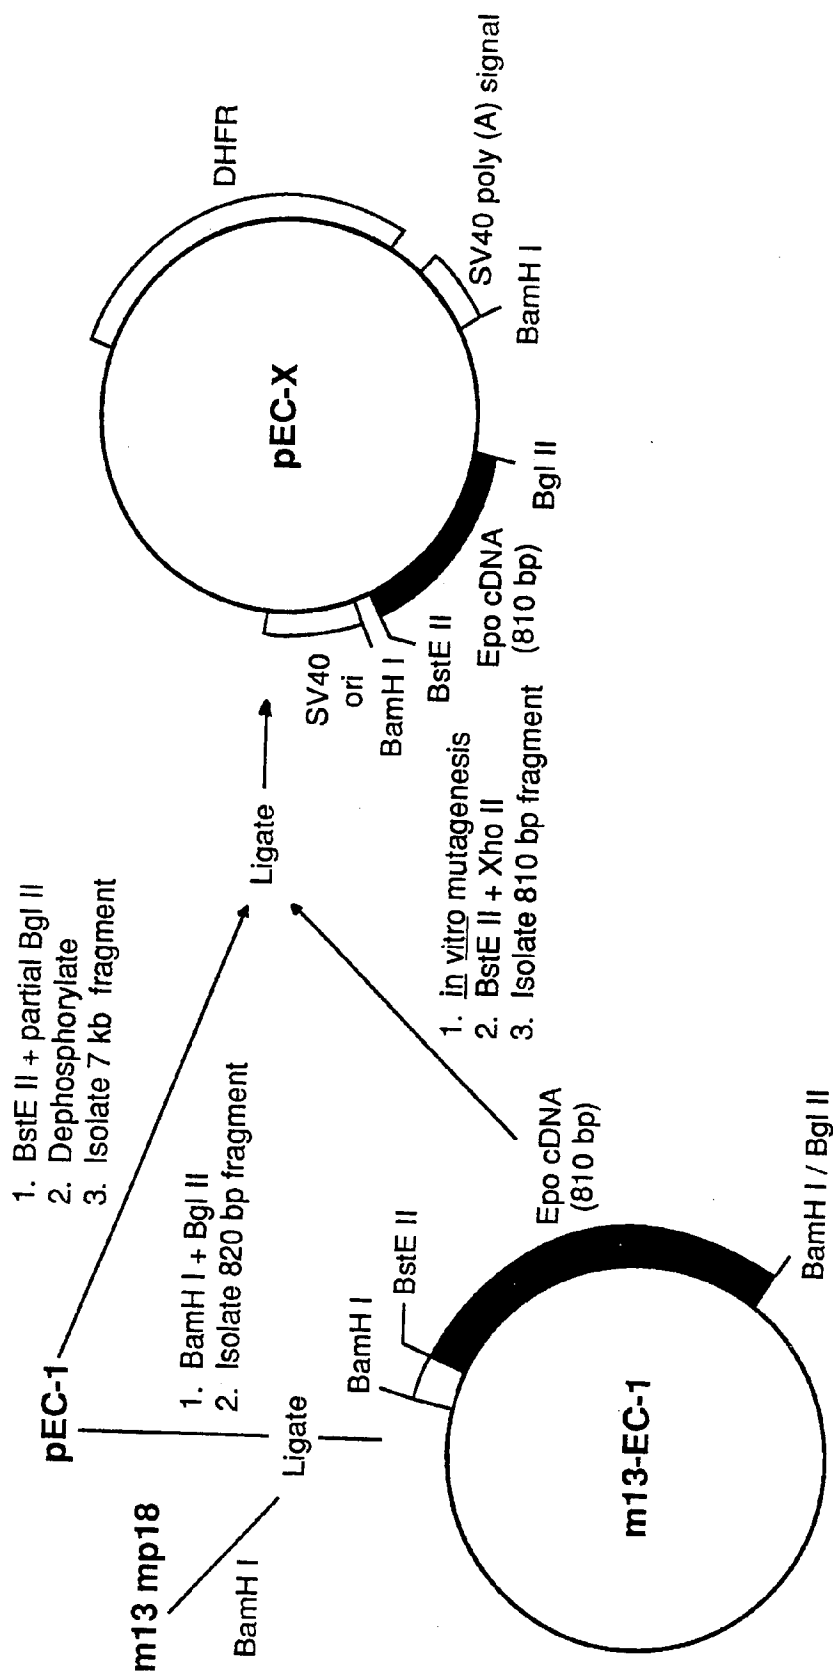 m13 mp18
BamH I
pEC-1
1. BamH I + Bgl II
2. Isolate 820 bp fragment
Ligate
1. BstE II + partial Bgl II
2. Dephosphorylate
3. Isolate 7 kb fragment
Ligate
m13-EC-1
BamH I
BstE II
Epo cDNA
(810 bp)
BamH I / Bgl II
1. in vitro mutagenesis
2. BstE II + Xho II
3. Isolate 810 bp fragment
pEC-X
DHFR
SV40 poly (A) signal
BamH I
Bgl II
Epo cDNA
(810 bp)
BstE II
BamH I
SV40
ori